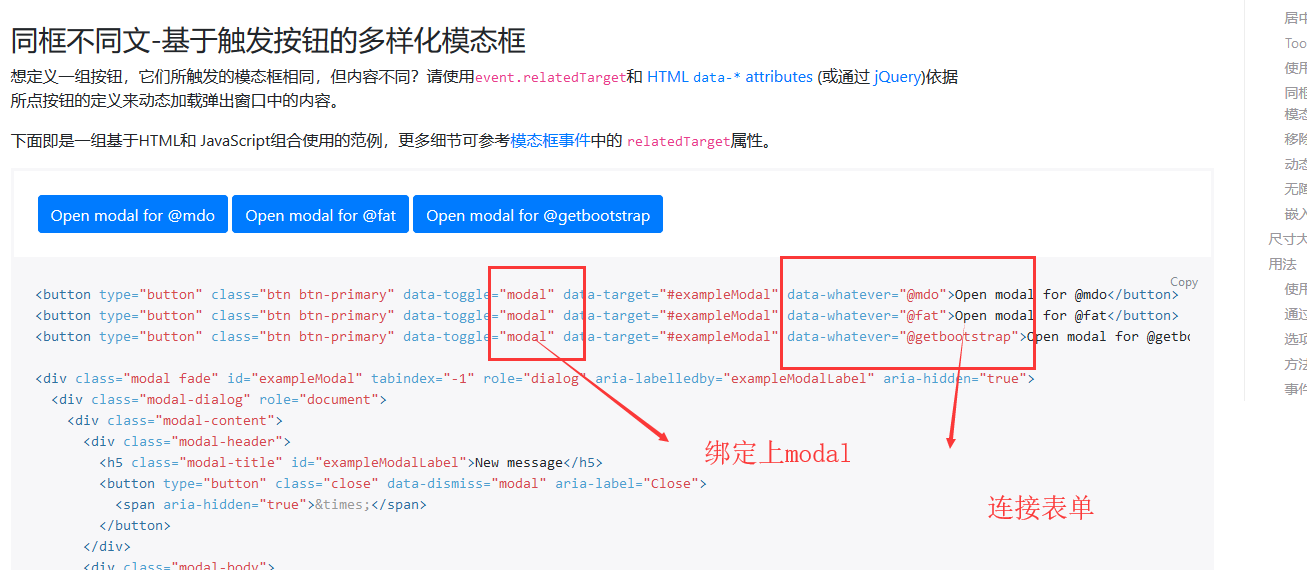 同框不同文-基于触发按钮的多样化模态框
想定义一组按钮，它们所触发的模态框相同，但内容不同？请使用event.relatedTarget和 HTML data-* attributes (或通过 jQuery)依据
所点按钮的定义来动态加载弹出窗口中的内容。
下面即是一组基于HTML和 JavaScript组合使用的范例，更多细节可参考模态框事件中的 relatedTarget属性。
Open modal for @mdo Open modal for @fat Open modal for @getbootstrap
Copy
<button type="button" class="btn btn-primary" data-toggle="modal" data-target="#exampleModal" data-whatever="@mdo">Open modal for @mdo</button>
<button type="button" class="btn btn-primary" data-toggle="modal" data-target="#exampleModal" data-whatever="@fat">Open modal for @fat</button>
<button type="button" class="btn btn-primary" data-toggle="modal" data-target="#exampleModal" data-whatever="@getbootstrap">Open modal for @getbo
<div class="modal fade" id="exampleModal" tabindex="-1" role="dialog" aria-labelledby="exampleModalLabel" aria-hidden="true">
<div class="modal-dialog" role="document">
<div class="modal-content">
<div class="modal-header">
<h5 class="modal-title" id="exampleModalLabel">New message</h5>
<button type="button" class="close" data-dismiss="modal" aria-label="Close">
<span aria-hidden="true">&times;</span>
</button>
</div>
<div class="modal-body">
绑定上modal
连接表单
居中
Too
使用
同框
模态
移除
动态
无障
嵌入
尺寸大
用法
使用
通过
选项
方法
事件